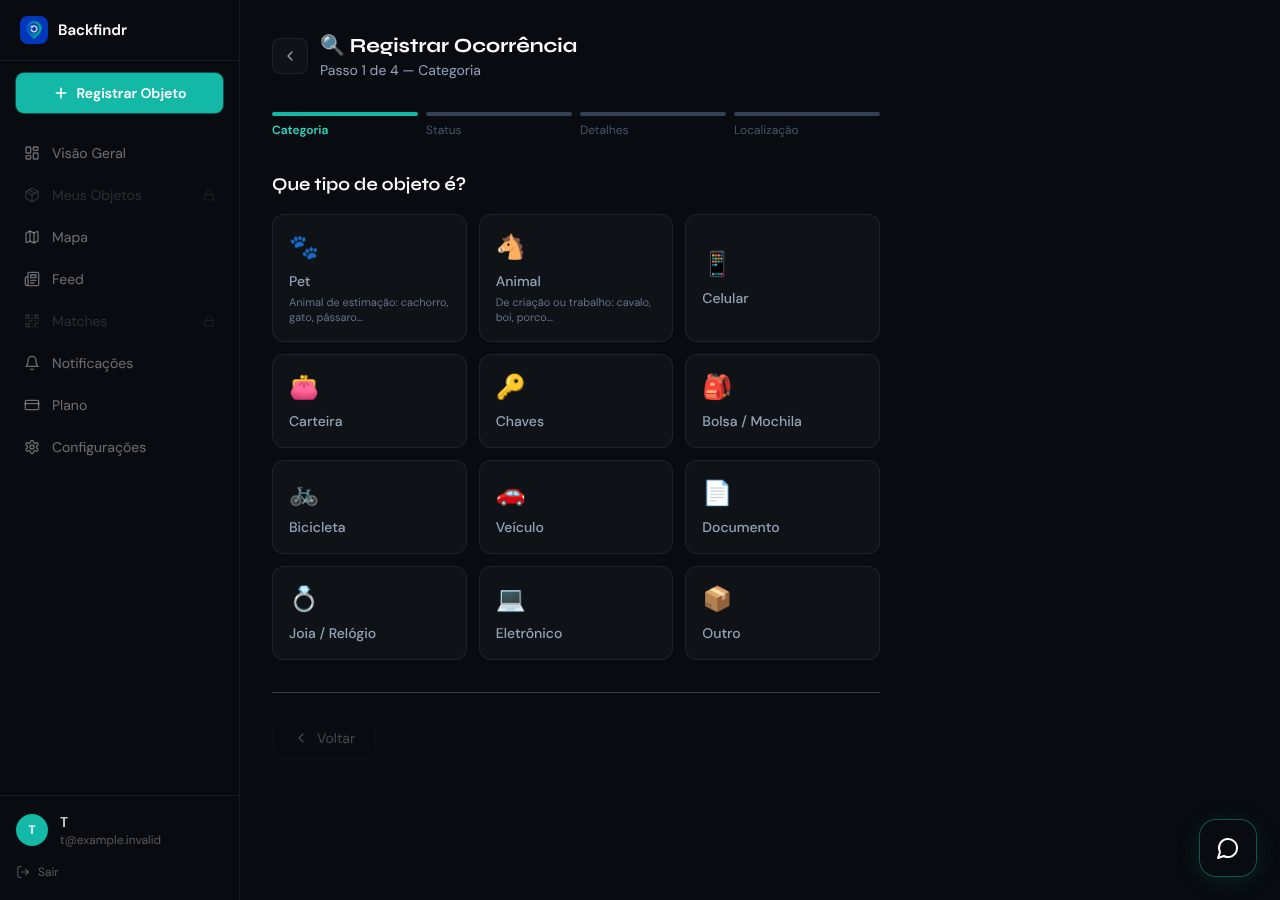 Backfindr
Registrar Objeto
Visão Geral
Meus Objetos
Mapa
Feed
Matches
Notificações
Plano
Configurações
T
T
t@example.invalid
Sair
Registrar Ocorrência
Passo 1 de 4 — Categoria
Categoria
Status
Detalhes
Localização
Que tipo de objeto é?
Pet
Animal de estimação: cachorro,
gato, pássaro…
Animal
De criação ou trabalho: cavalo,
boi, porco…
Celular
Carteira
Chaves
Bolsa / Mochila
Bicicleta
Veículo
Documento
Joia / Relógio
Eletrônico
Outro
Voltar